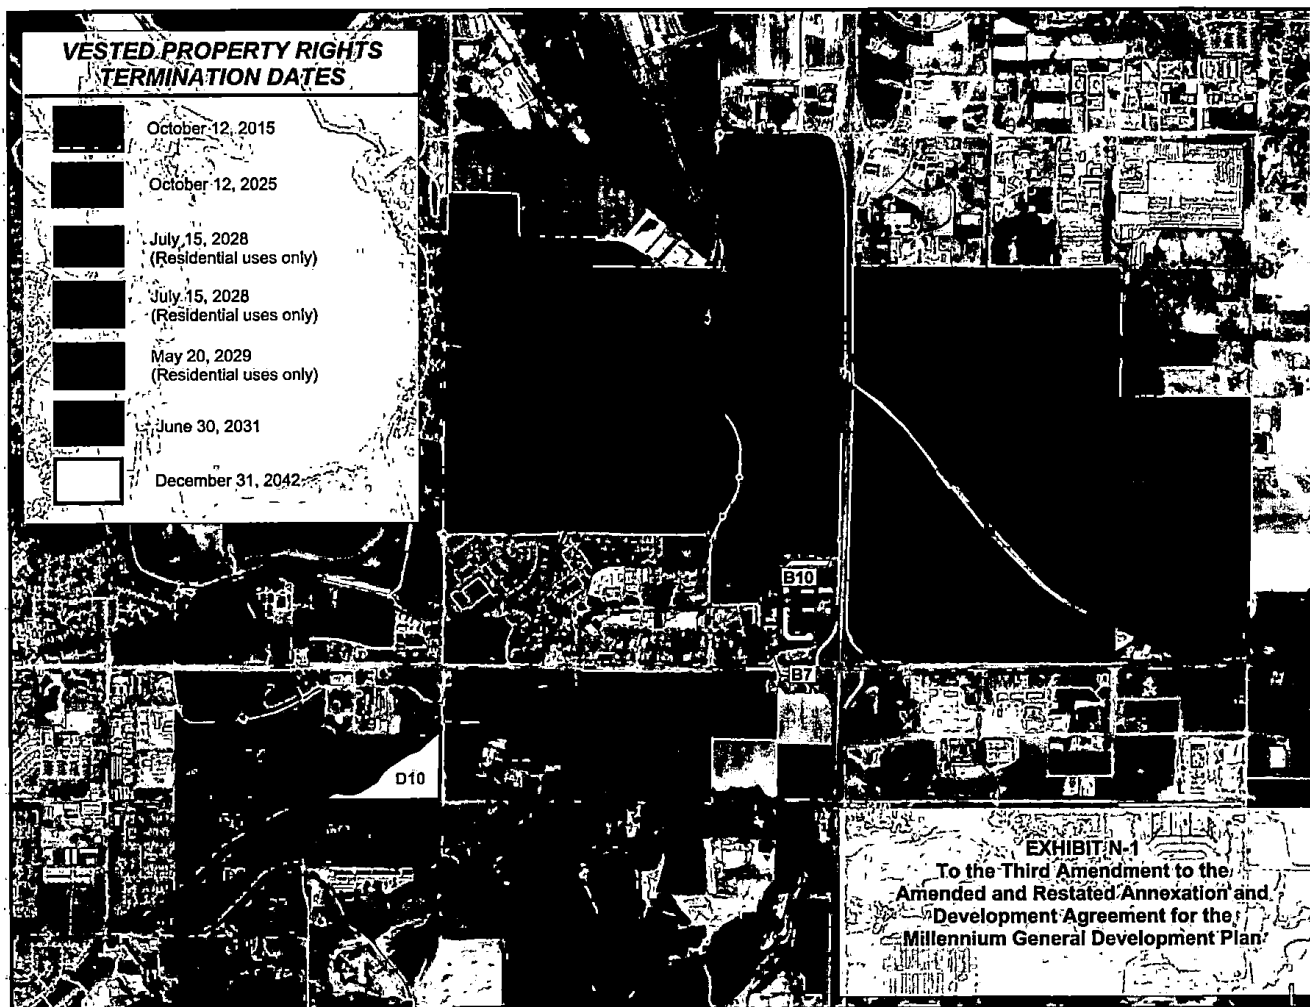 VESTED PROPERTY RIGHTS
TERMINATION DATES
October 12, 2015
October 12, 2025
July 15, 2028
(Residential uses only)
July 15, 2028
(Residential uses only)
May 20, 2029
(Residential uses only)
June 30, 2031
December 31, 2042
B10
B7
D10
EXHIBIT N-1
To the Third Amendment to the
Amended and Restated Annexation and
Development Agreement for the
Millennium General Development Plan